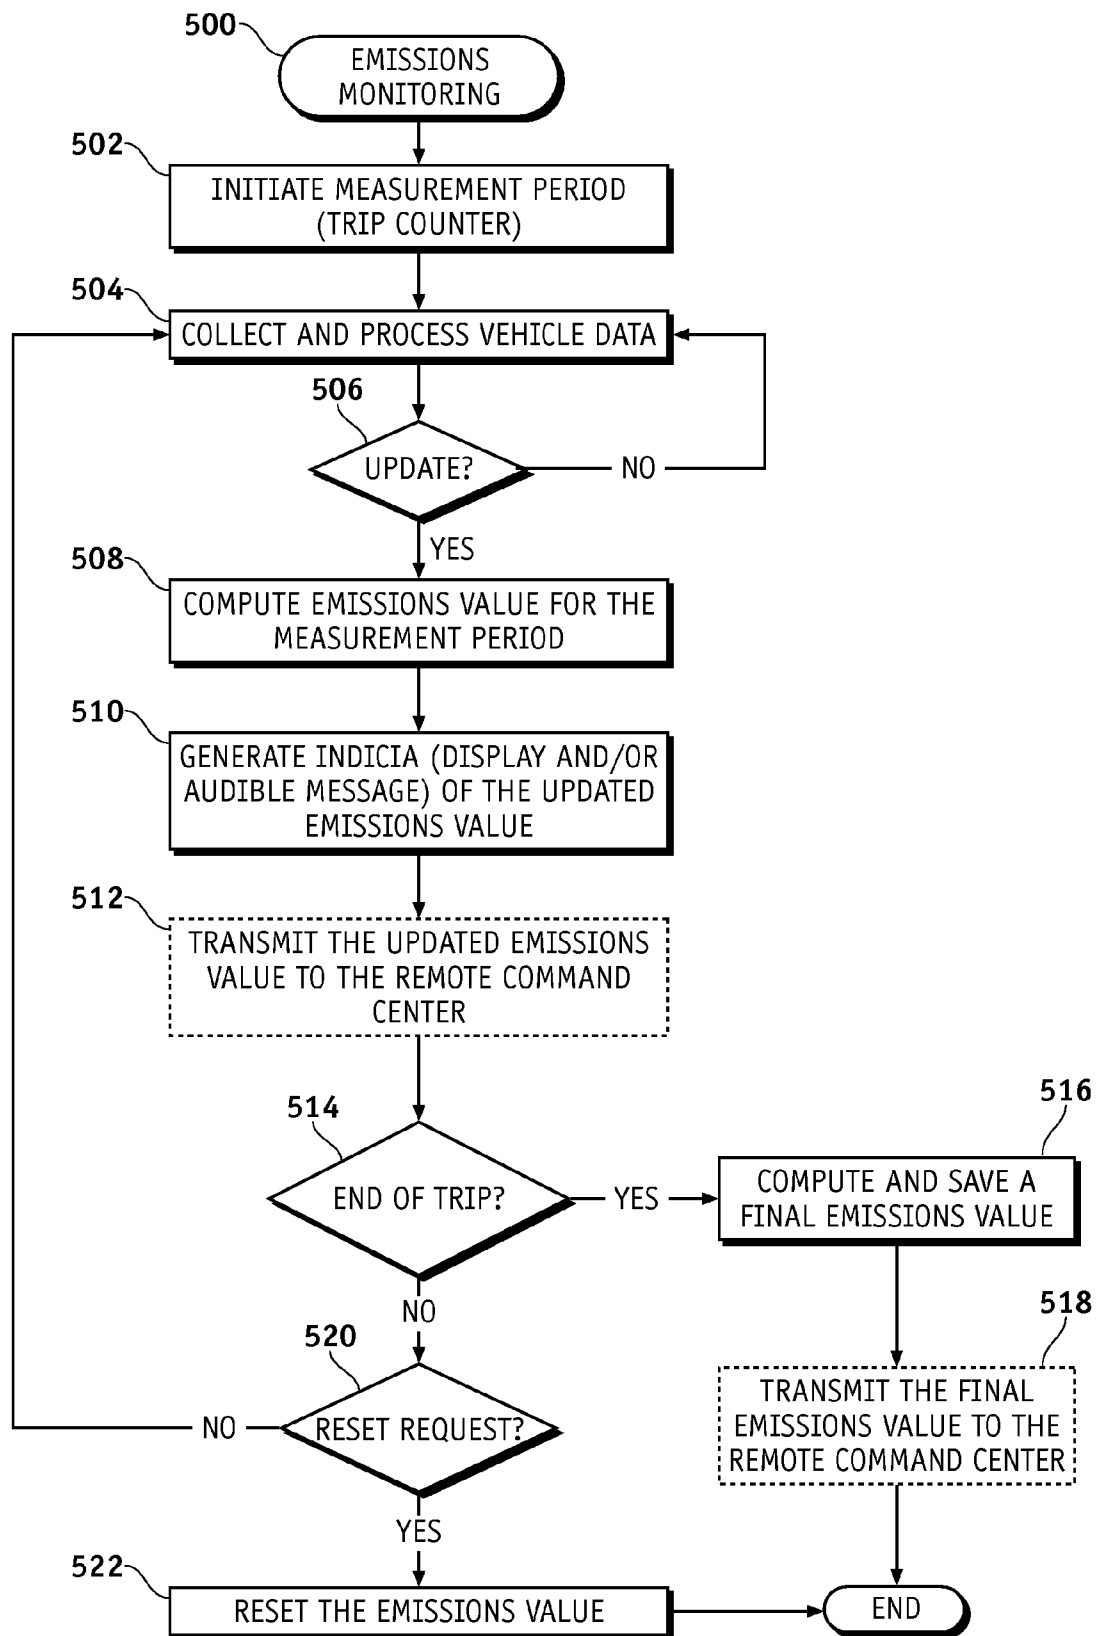 500
EMISSIONS
MONITORING
502
INITIATE MEASUREMENT PERIOD
(TRIP COUNTER)
504
COLLECT AND PROCESS VEHICLE DATA
506
UPDATE?
NO
YES
508
COMPUTE EMISSIONS VALUE FOR THE
MEASUREMENT PERIOD
510
GENERATE INDICIA (DISPLAY AND/OR
AUDIBLE MESSAGE) OF THE UPDATED
EMISSIONS VALUE
512
TRANSMIT THE UPDATED EMISSIONS
VALUE TO THE REMOTE COMMAND
CENTER
514
END OF TRIP?
YES
516
COMPUTE AND SAVE A
FINAL EMISSIONS VALUE
NO
518
TRANSMIT THE FINAL
EMISSIONS VALUE TO THE
REMOTE COMMAND CENTER
520
RESET REQUEST?
NO
YES
522
RESET THE EMISSIONS VALUE
END